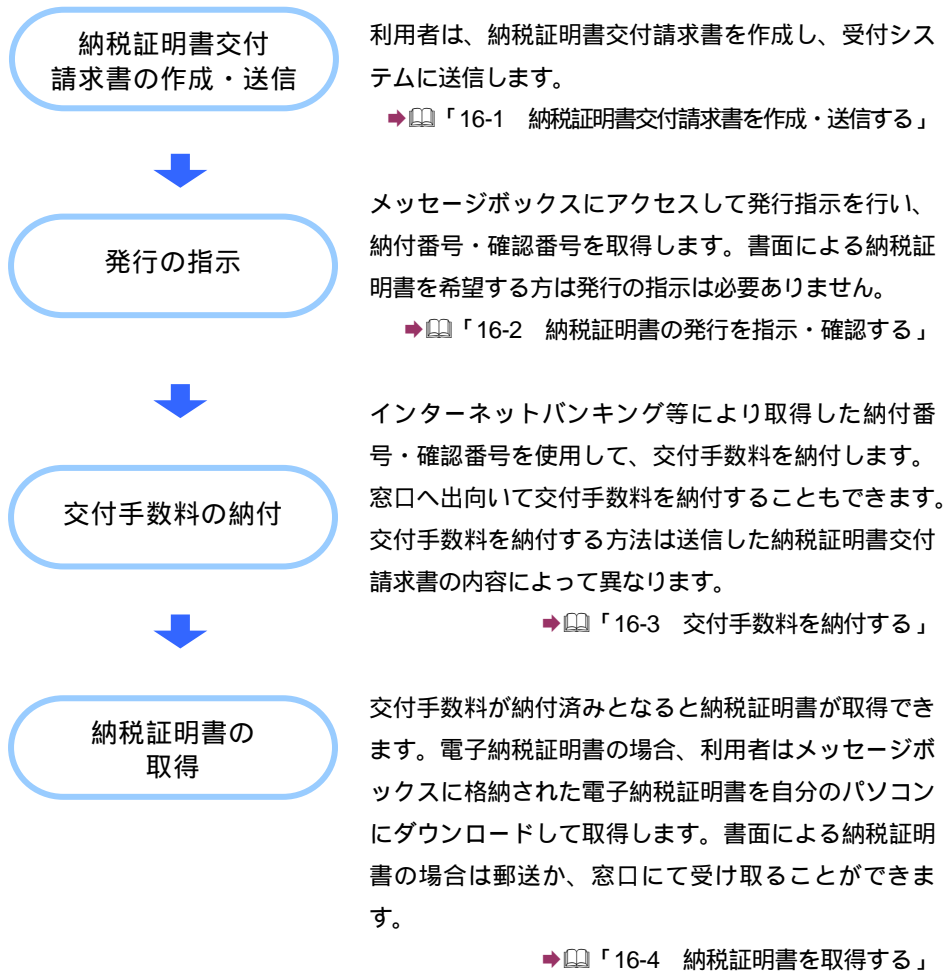 納税証明書交付
請求書の作成・送信
利用者は、納税証明書交付請求書を作成し、受付シス
テムに送信します。
「16-1 納税証明書交付請求書を作成・送信する」
発行の指示
メッセージボックスにアクセスして発行指示を行い、
納付番号・確認番号を取得します。書面による納税証
明書を希望する方は発行の指示は必要ありません。
「16-2 納税証明書の発行を指示・確認する」
交付手数料の納付
インターネットバンキング等により取得した納付番
号・確認番号を使用して、交付手数料を納付します。
窓口へ出向いて交付手数料を納付することもできます。
交付手数料を納付する方法は送信した納税証明書交付
請求書の内容によって異なります。
「16-3 交付手数料を納付する」
納税証明書の
取得
交付手数料が納付済みとなると納税証明書が取得でき
ます。電子納税証明書の場合、利用者はメッセージボ
ックスに格納された電子納税証明書を自分のパソコン
にダウンロードして取得します。書面による納税証明
書の場合は郵送か、窓口にて受け取ることができま
す。
「16-4 納税証明書を取得する」